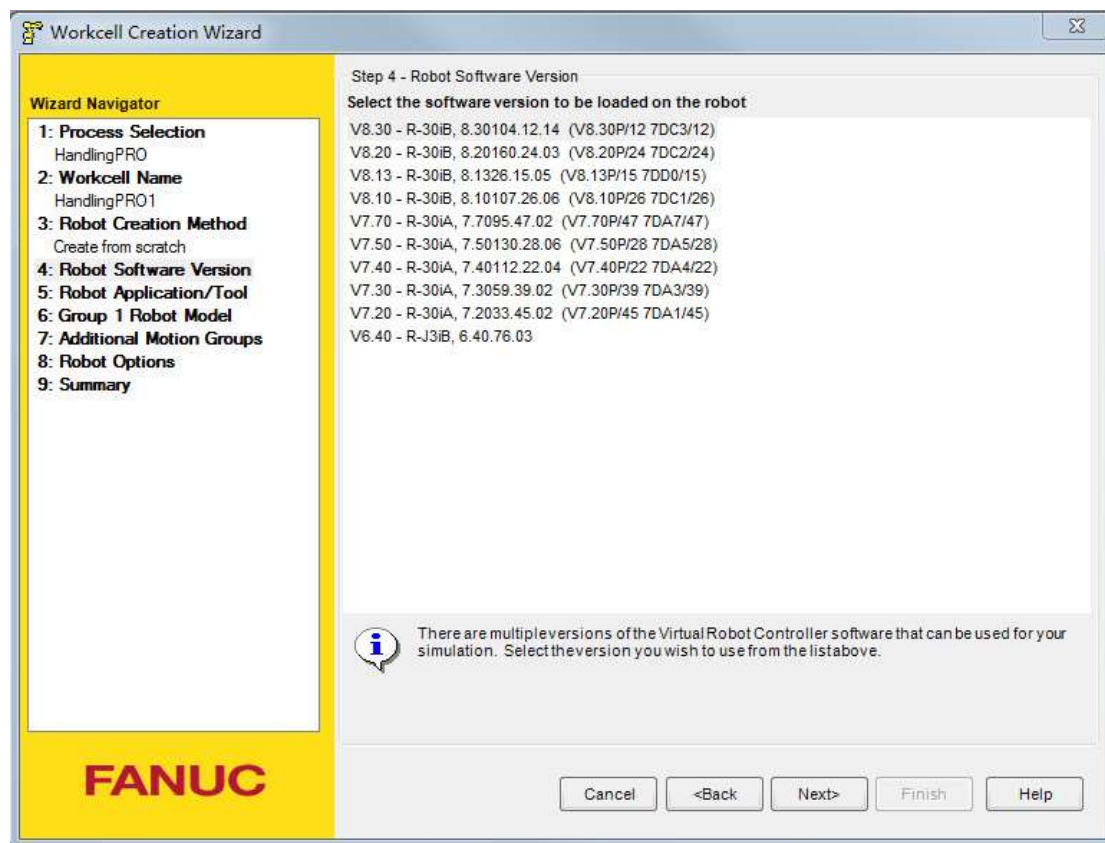 Workcell Creation Wizard
Wizard Navigator
1: Process Selection
HandlingPRO
2: Workcell Name
HandlingPRO1
3: Robot Creation Method
Create from scratch
4: Robot Software Version
5: Robot Application/Tool
6: Group 1 Robot Model
7: Additional Motion Groups
8: Robot Options
9: Summary
FANUC
Step 4 - Robot Software Version
Select the software version to be loaded on the robot
V8.30 - R-30iB, 8.30104.12.14 (V8.30P/12 7DC3/12)
V8.20 - R-30iB, 8.20160.24.03 (V8.20P/24 7DC2/24)
V8.13 - R-30iB, 8.1326.15.05 (V8.13P/15 7DD0/15)
V8.10 - R-30iB, 8.10107.26.06 (V8.10P/26 7DC1/26)
V7.70 - R-30iA, 7.7095.47.02 (V7.70P/47 7DA7/47)
V7.50 - R-30iA, 7.50130.28.06 (V7.50P/28 7DA5/28)
V7.40 - R-30iA, 7.40112.22.04 (V7.40P/22 7DA4/22)
V7.30 - R-30iA, 7.3059.39.02 (V7.30P/39 7DA3/39)
V7.20 - R-30iA, 7.2033.45.02 (V7.20P/45 7DA1/45)
V6.40 - R-J3iB, 6.40.76.03
There are multiple versions of the Virtual Robot Controller software that can be used for your
simulation. Select the version you wish to use from the list above.
Cancel <Back Next> Finish Help